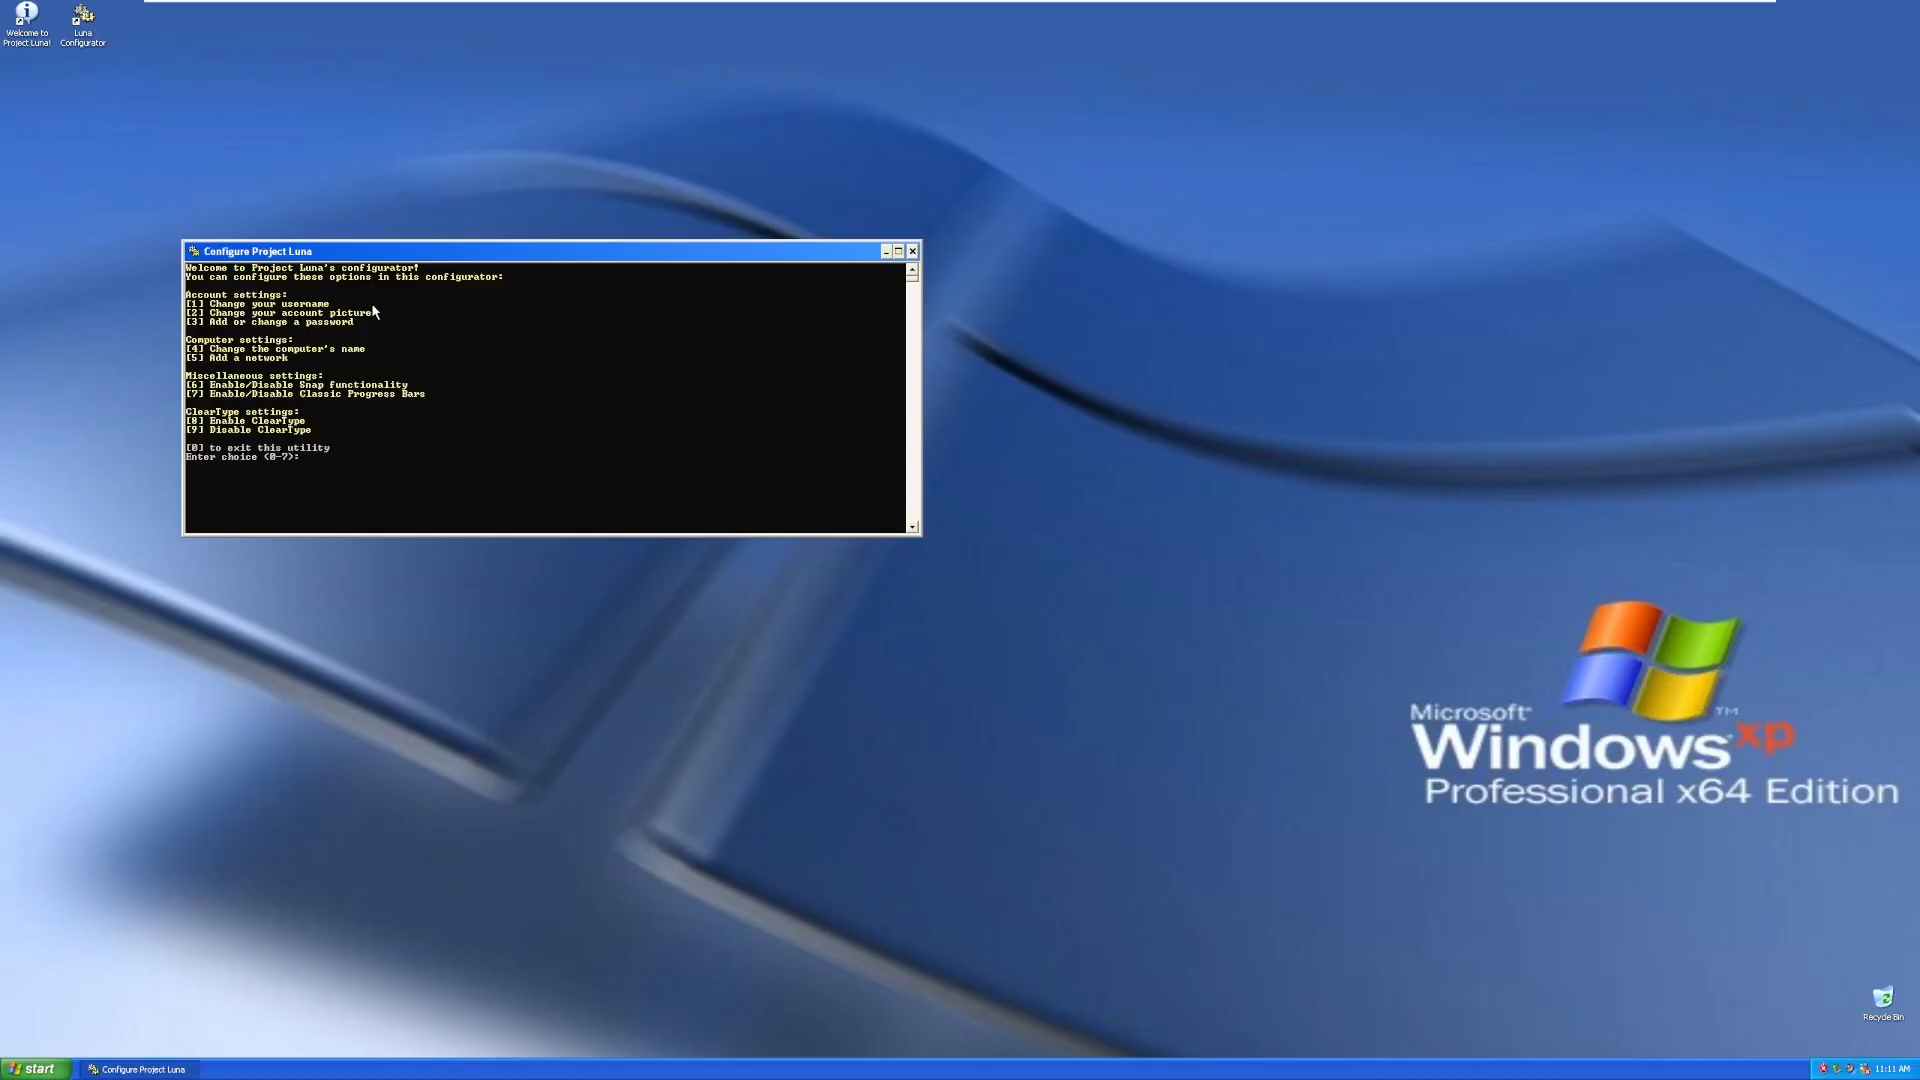 Welcome to
Project Luna!
Luna
Configurator
Configure Project Luna
Welcome to Project Luna's configurator!
You can configure these options in this configurator:
Account settings:
[1] Change your username
[2] Change your account picture
[3] Add or change a password
Computer settings:
[4] Change the computer's name
[5] Add a network
Miscellaneous settings:
[6] Enable/Disable Snap functionality
[7] Enable/Disable Classic Progress Bars
ClearType settings:
[8] Enable ClearType
[9] Disable ClearType
[0] to exit this utility
Enter choice (0-7):
Microsoft®
Windows xp
Professional x64 Edition
TM
Recycle Bin
start
Configure Project Luna
11:11 AM